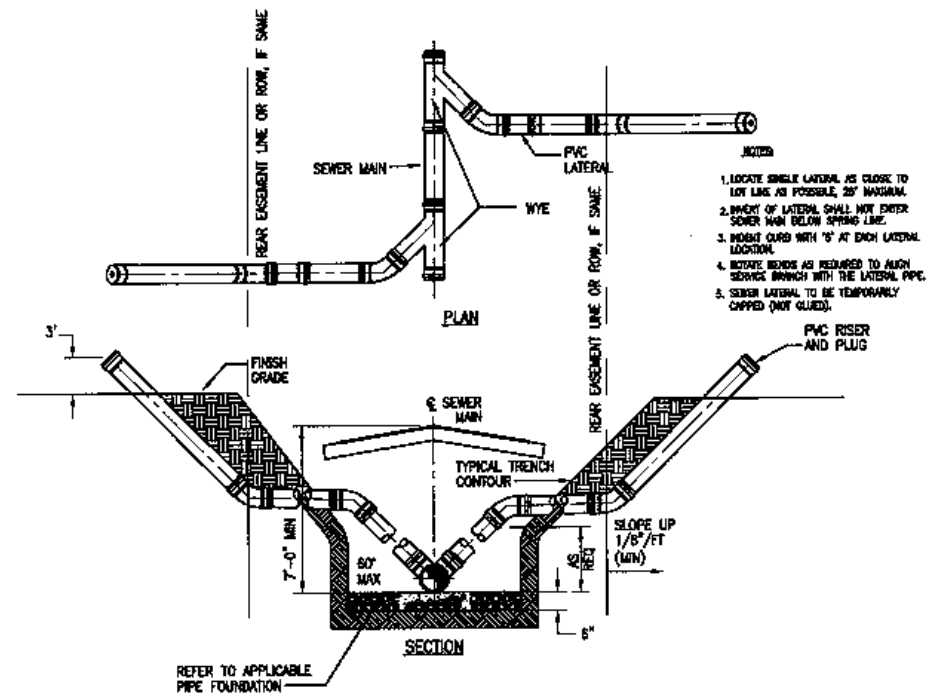 REAR EASEMENT LINE OR ROW, IF SAME
SEWER MAIN
PVC
LATERAL
WYE
REAR EASEMENT LINE OR ROW, IF SAME
PLAN
NOTES
1. LOCATE SINGLE LATERAL AS CLOSE TO
LOT LINE AS POSSIBLE, 25' MAXIMUM.
2. INVERT OF LATERAL SHALL NOT ENTER
SEWER MAIN BELOW SPRING LINE.
3. INDENT CURB WITH "S" AT EACH LATERAL
LOCATION.
4. ROTATE BENDS AS REQUIRED TO ALIGN
SERVICE BRANCH WITH THE LATERAL PIPE.
5. SEWER LATERAL TO BE TEMPORARILY
CAPPED (NOT GLUED).
3'
FINISH
GRADE
PVC RISER
AND PLUG
℄ SEWER
MAIN
TYPICAL TRENCH
CONTOUR
7'-0" MIN
60°
MAX
AS
REQ
SLOPE UP
1/8"/FT
(MIN)
6"
SECTION
REFER TO APPLICABLE
PIPE FOUNDATION